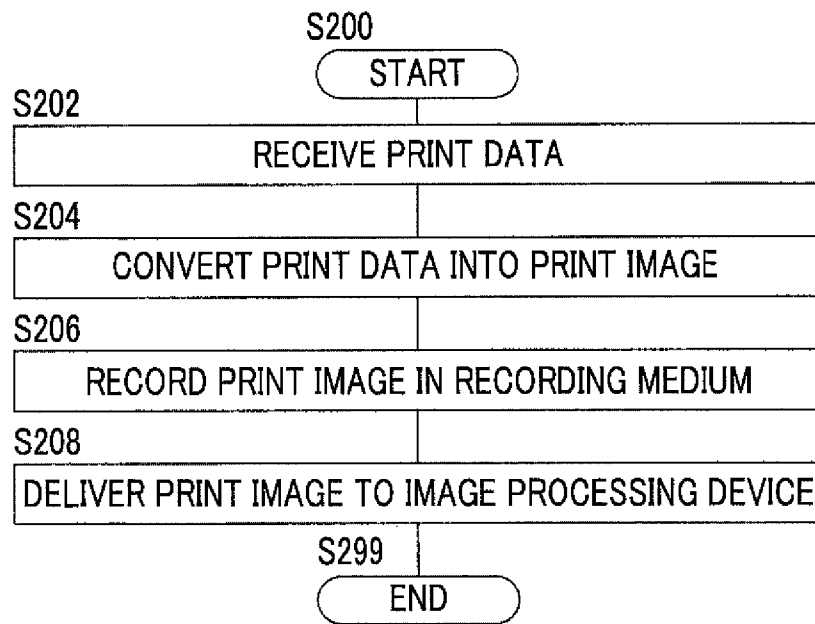 S200
START
S202
RECEIVE PRINT DATA
S204
CONVERT PRINT DATA INTO PRINT IMAGE
S206
RECORD PRINT IMAGE IN RECORDING MEDIUM
S208
DELIVER PRINT IMAGE TO IMAGE PROCESSING DEVICE
S299
END